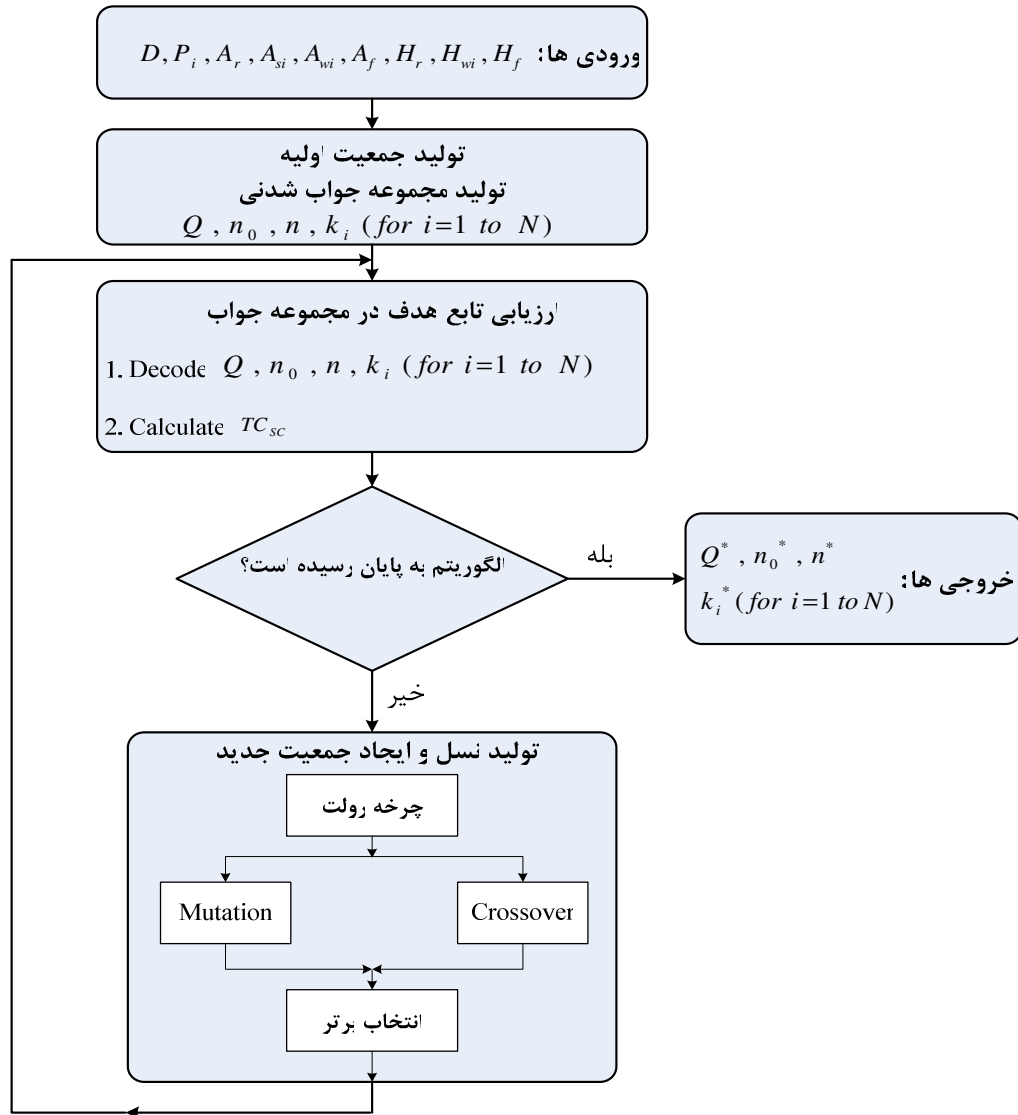 ورودی ها: D, P_i, A_r, A_si, A_wi, A_f, H_r, H_wi, H_f
تولید جمعیت اولیه
تولید مجموعه جواب شدنی
Q , n_0 , n , k_i (for i=1 to N)
ارزیابی تابع هدف در مجموعه جواب
1. Decode Q , n_0 , n , k_i (for i=1 to N)
2. Calculate TC_SC
الگوریتم به پایان رسیده است؟
بله
خروجی ها:
Q^* , n_0^* , n^*
k_i^* (for i=1 to N)
خیر
تولید نسل و ایجاد جمعیت جدید
چرخه رولت
Mutation
Crossover
انتخاب برتر